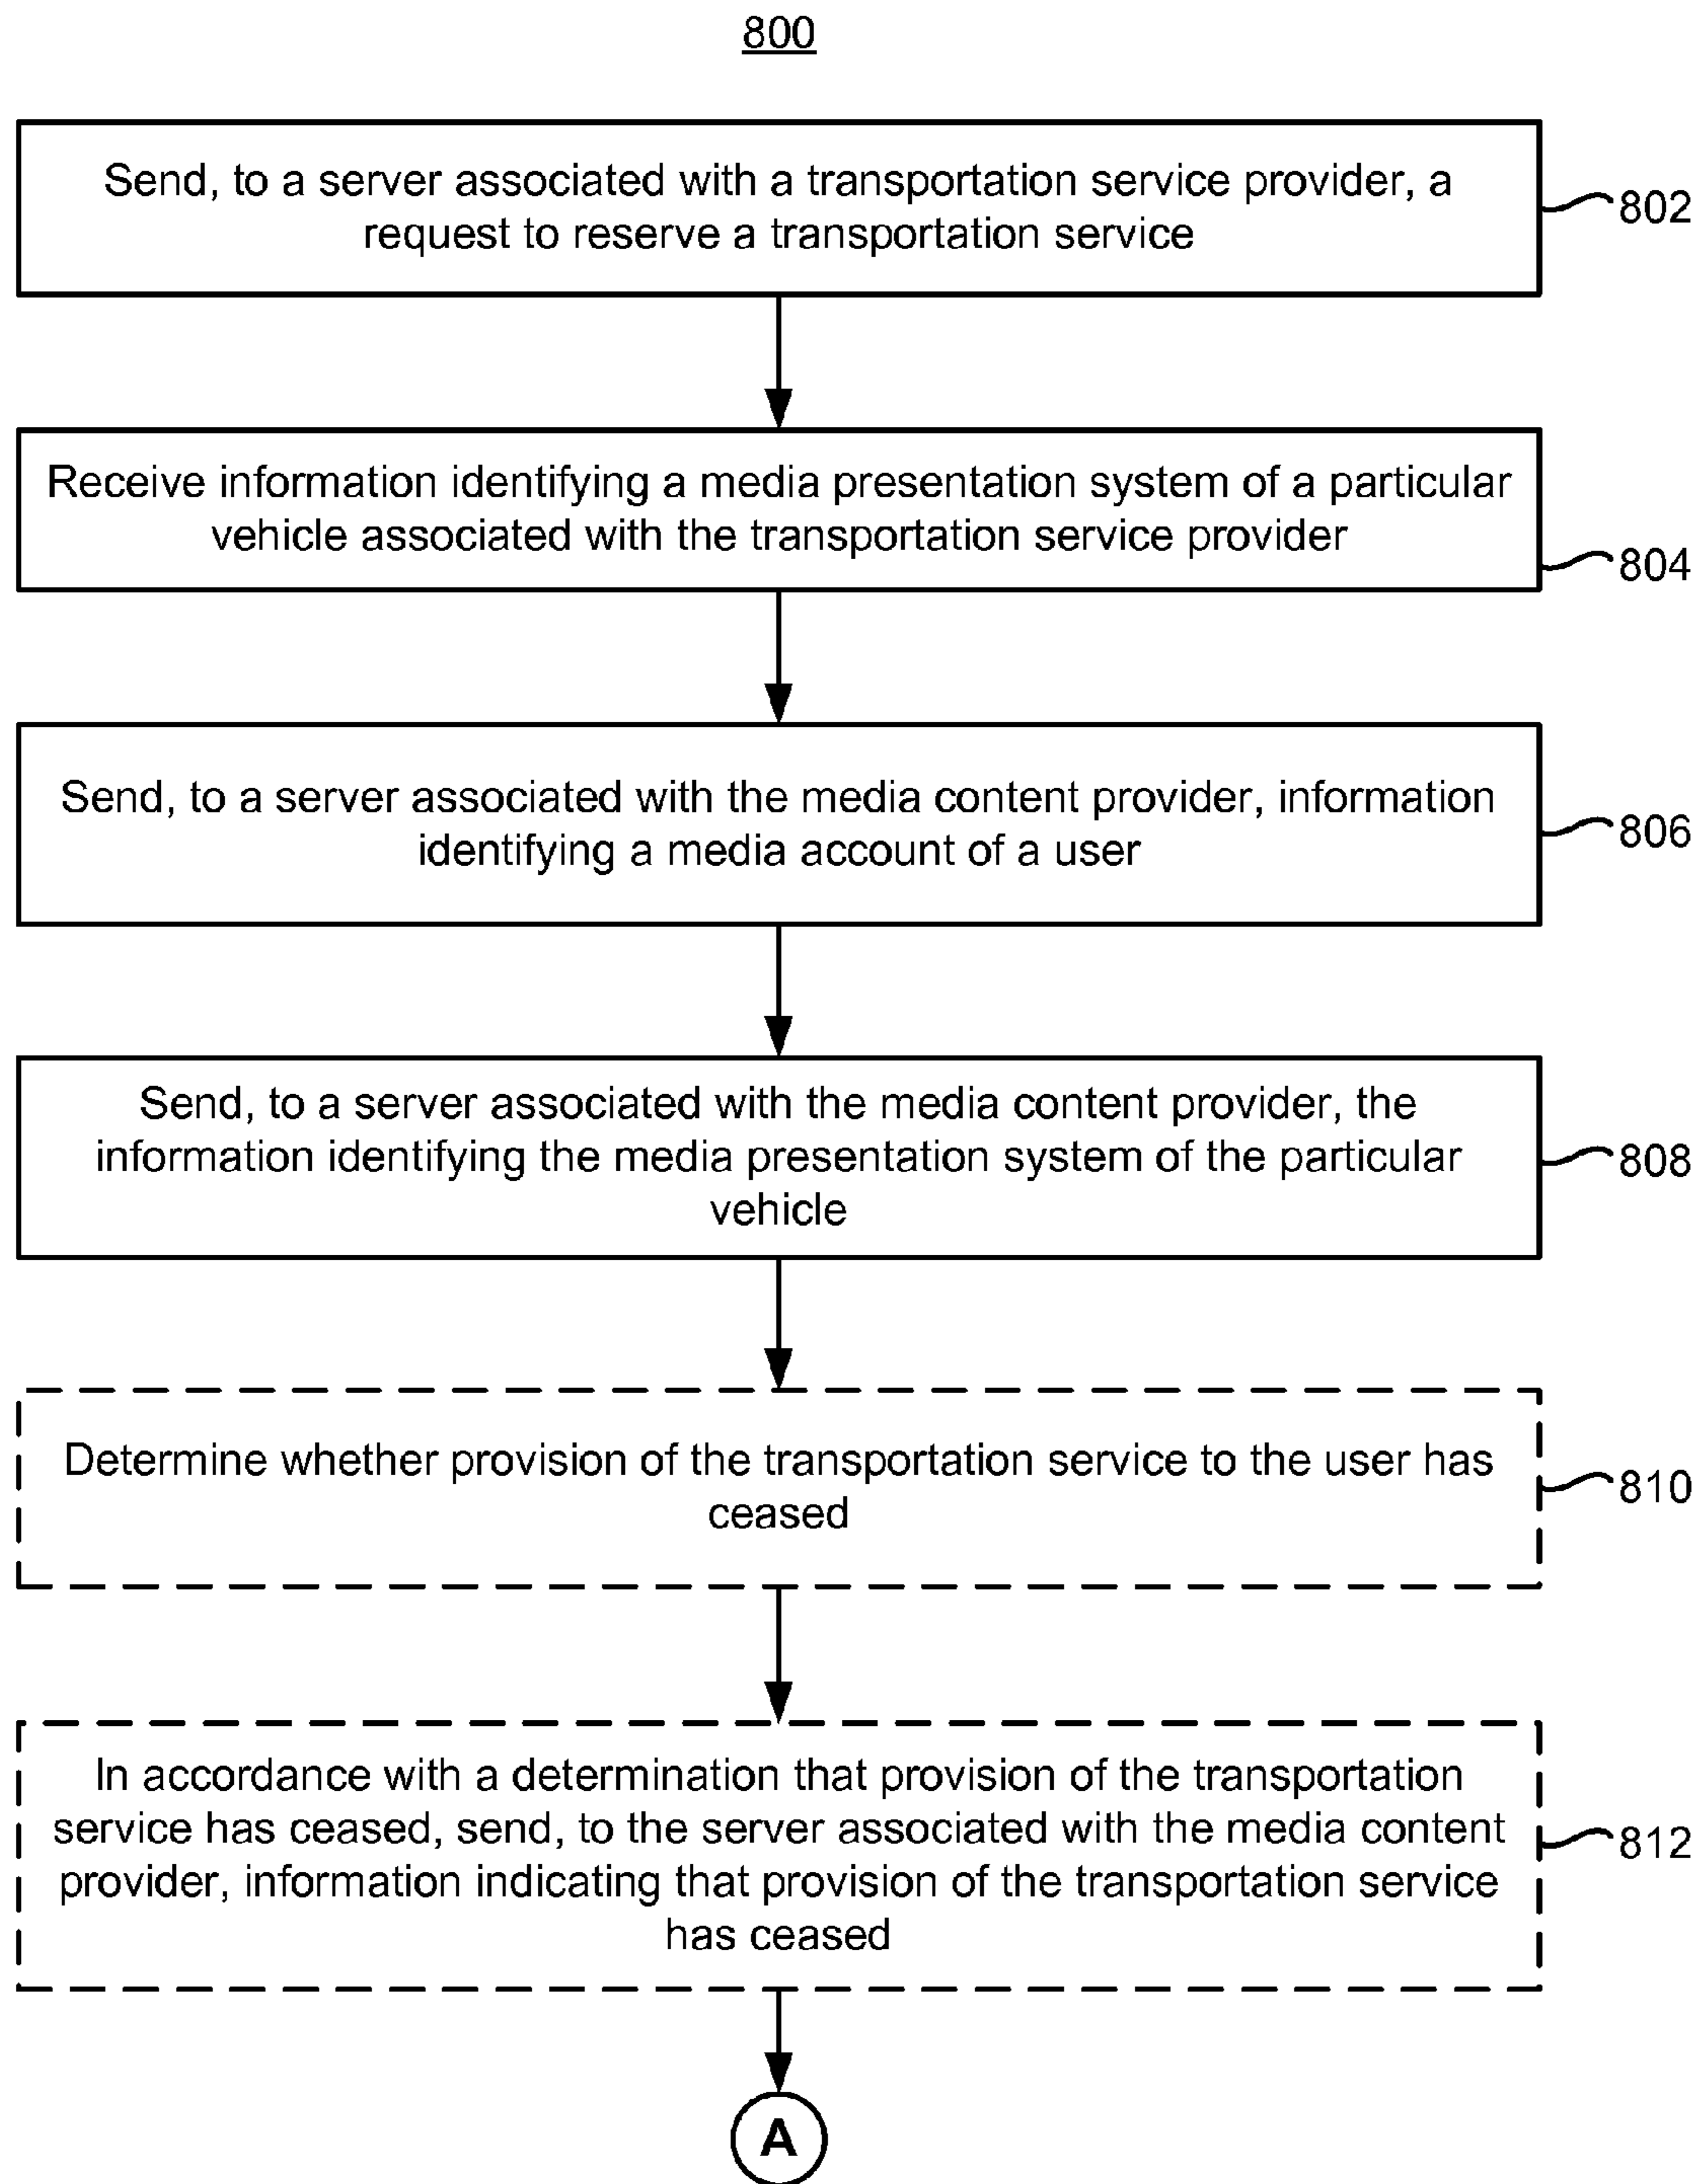 800
Send, to a server associated with a transportation service provider, a
request to reserve a transportation service
802
Receive information identifying a media presentation system of a particular
vehicle associated with the transportation service provider
804
Send, to a server associated with the media content provider, information
identifying a media account of a user
806
Send, to a server associated with the media content provider, the
information identifying the media presentation system of the particular
vehicle
808
Determine whether provision of the transportation service to the user has
ceased
810
In accordance with a determination that provision of the transportation
service has ceased, send, to the server associated with the media content
provider, information indicating that provision of the transportation service
has ceased
812
A